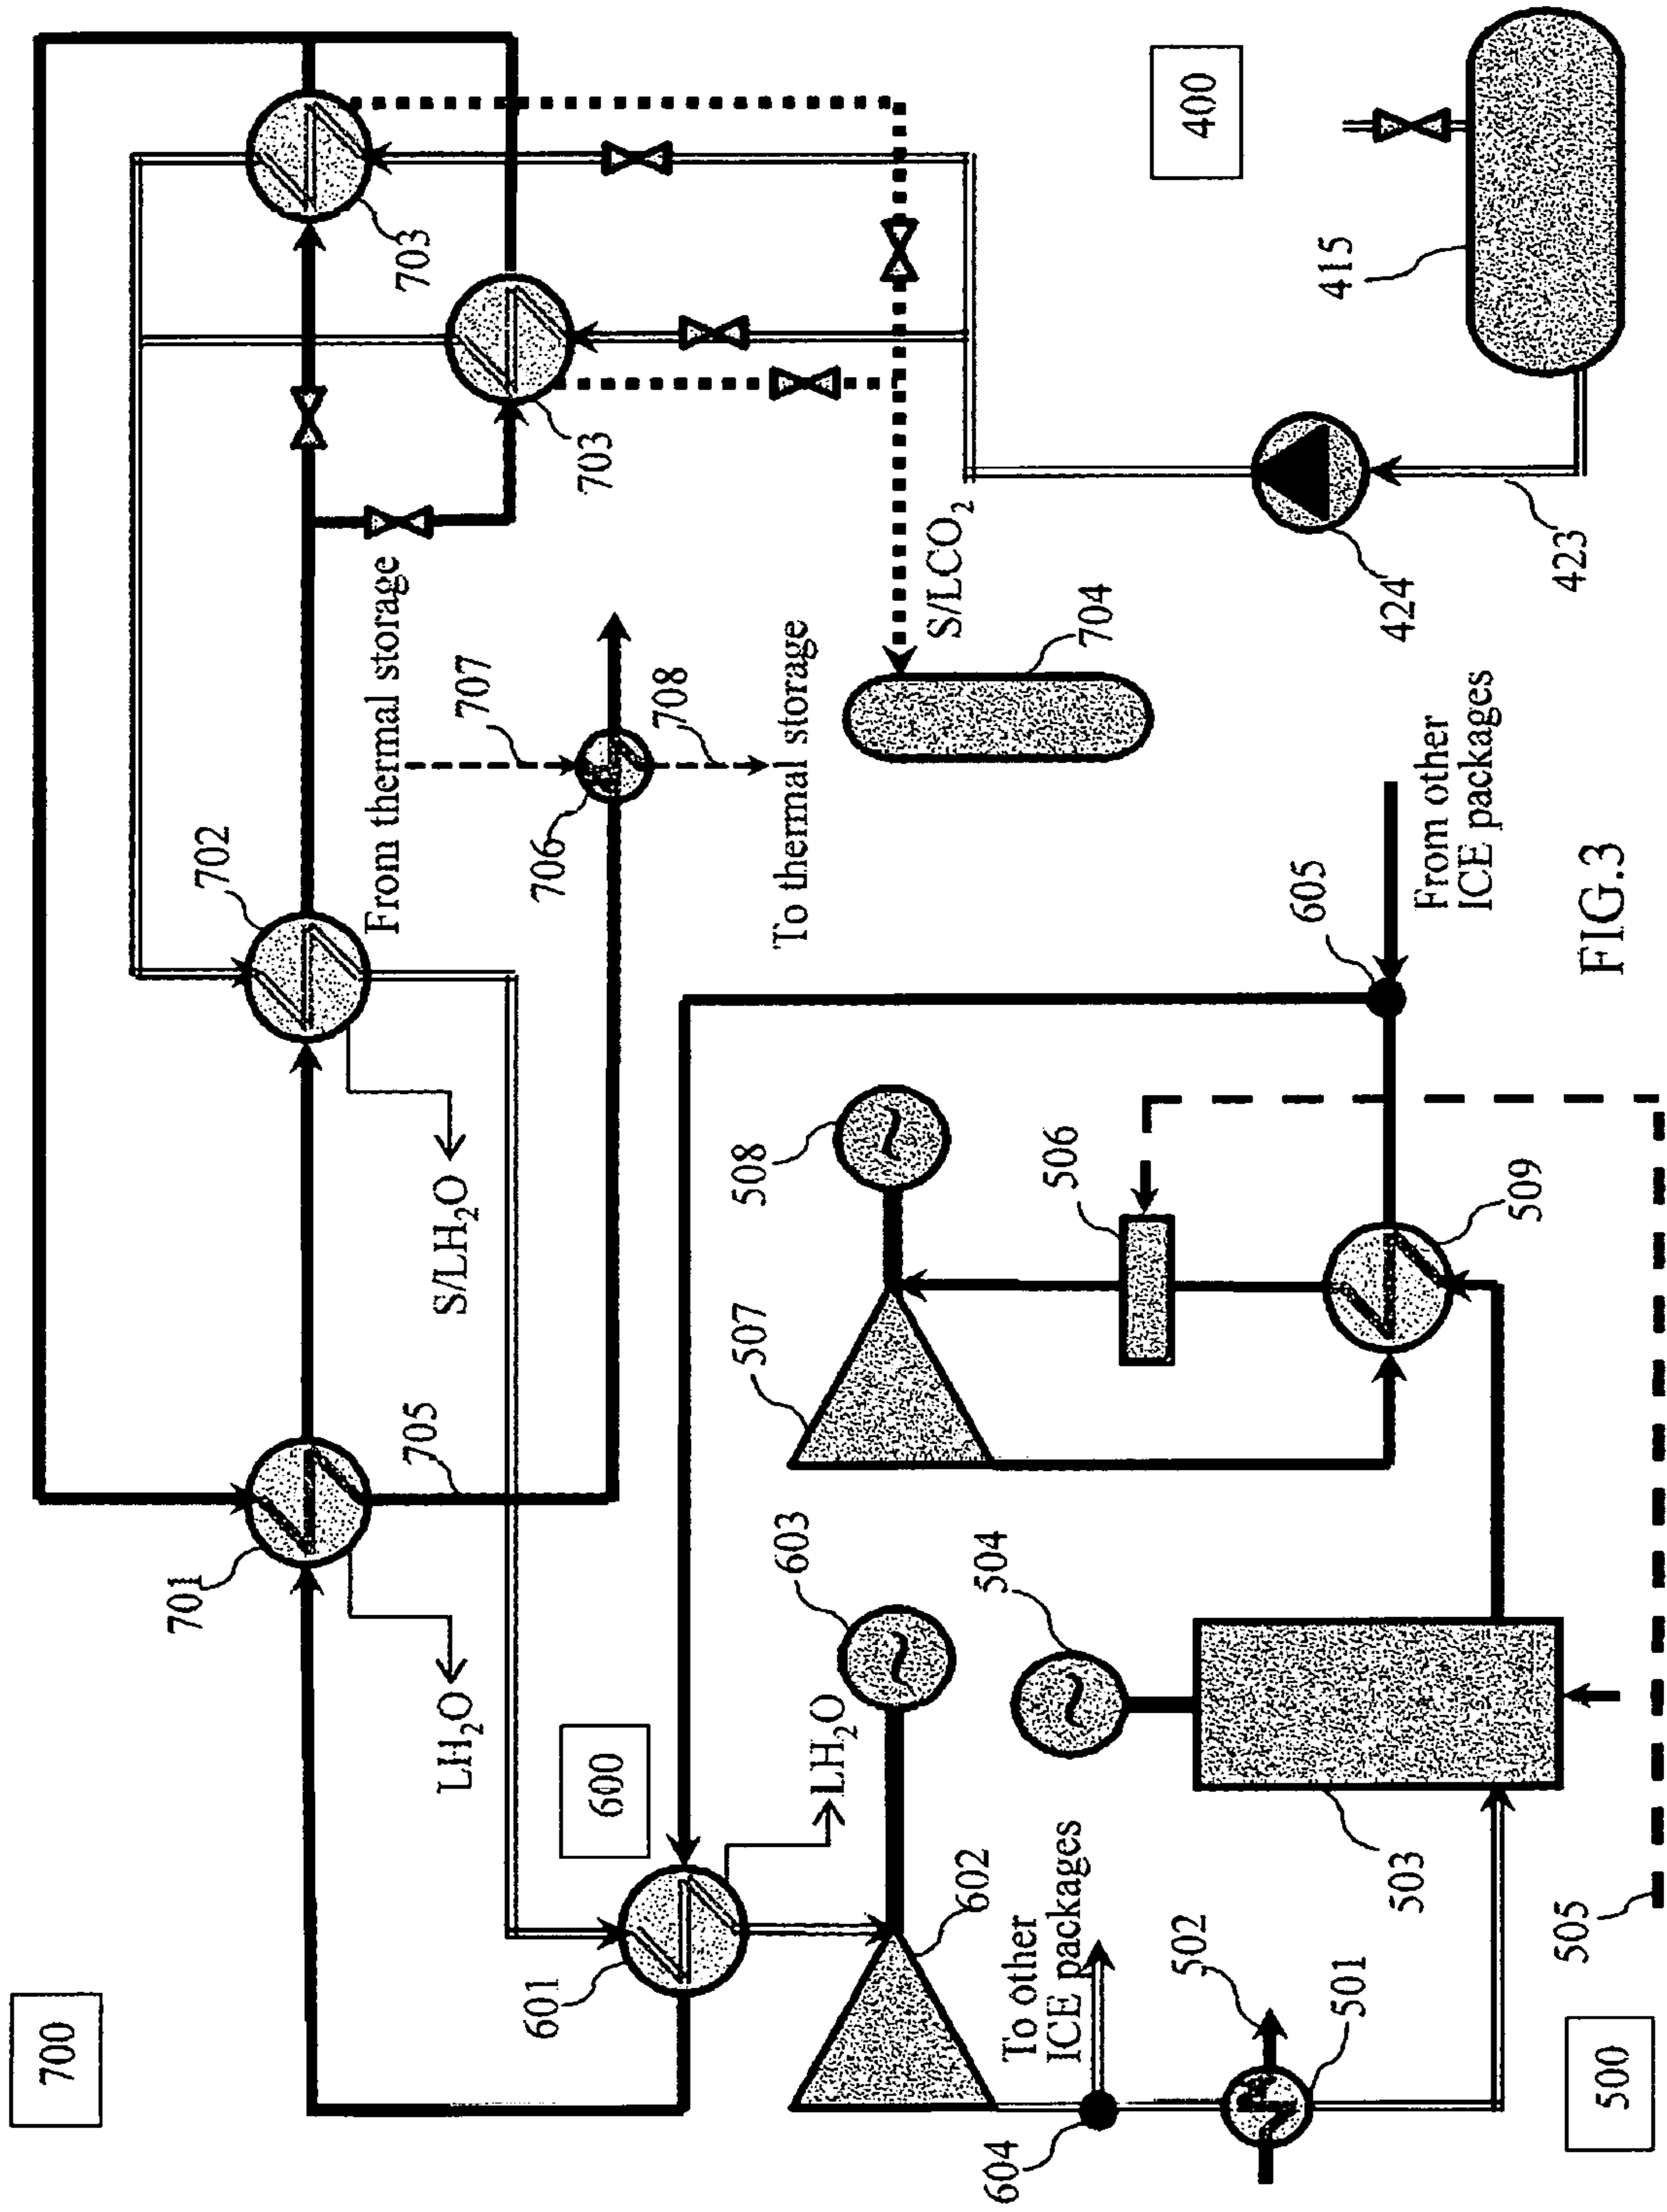 700
701
702
703
LH₂O
705
S/LH₂O
From thermal storage
707
601
600
706
703
708
603
507
508
To thermal storage
LH₂O
602
504
S/LCO₂
604
To other
ICE packages
506
704
502
400
501
503
605
424
415
From other
ICE packages
509
505
423
500
FIG.3